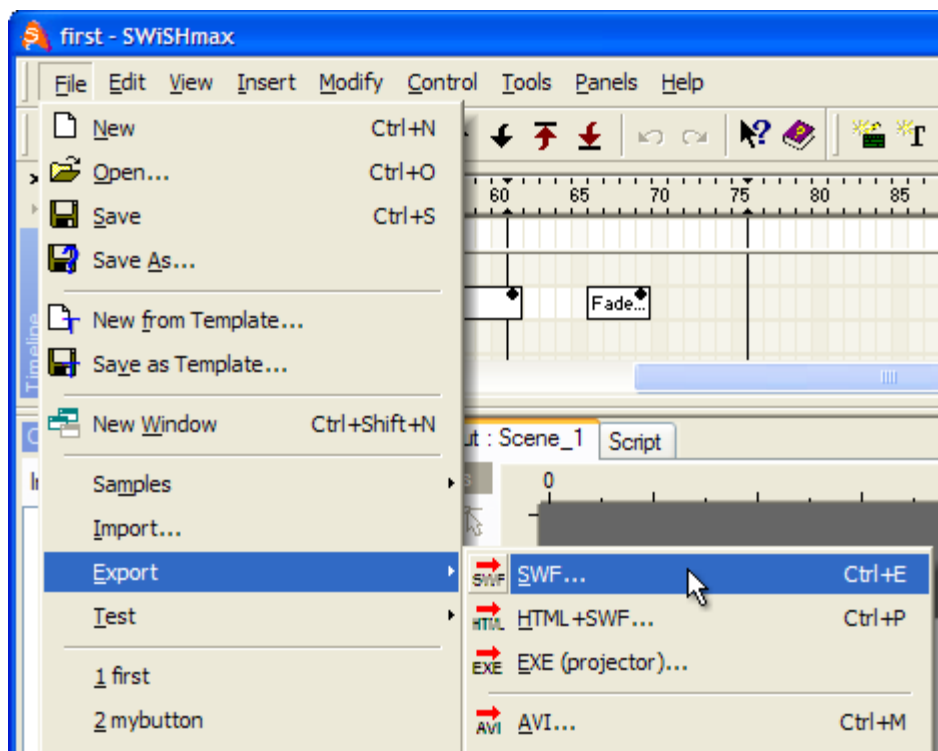 first - SWiSHmax
File Edit View Insert Modify Control Tools Panels Help
New Ctrl+N
Open... Ctrl+O
Save Ctrl+S
Save As...
New from Template...
Save as Template...
New Window Ctrl+Shift+N
Samples
Import...
Export
Test
1 first
2 mybutton
60 65 70 75 80 85
Fade...
Timeline
ut : Scene_1 Script
0
SWF SWF... Ctrl+E
HTML HTML+SWF... Ctrl+P
EXE EXE (projector)...
AVI AVI... Ctrl+M